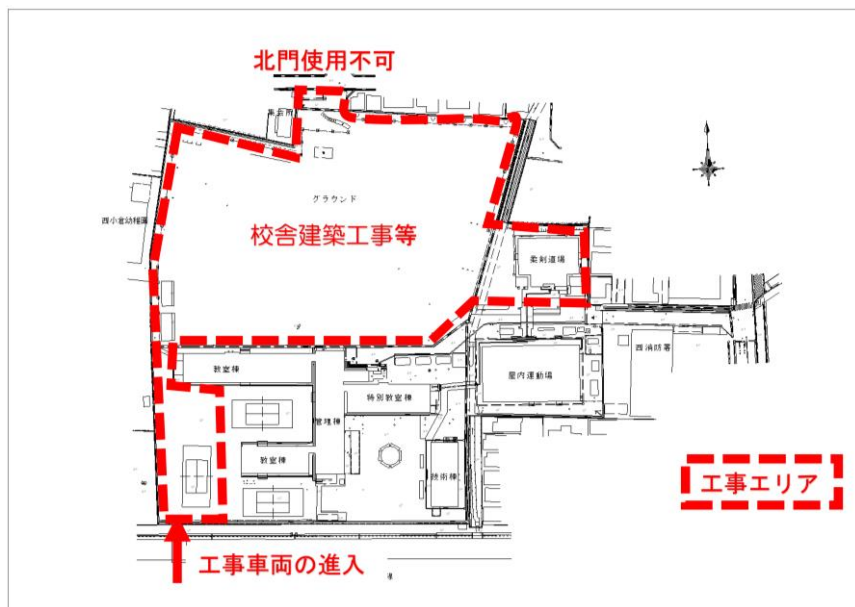 北門使用不可
グラウンド
西小倉幼稚園
校舎建築工事等
柔剣道場
西消防署
教室棟
屋内運動場
特別教室棟
管理棟
教室棟
技術棟
工事エリア
工事車両の進入